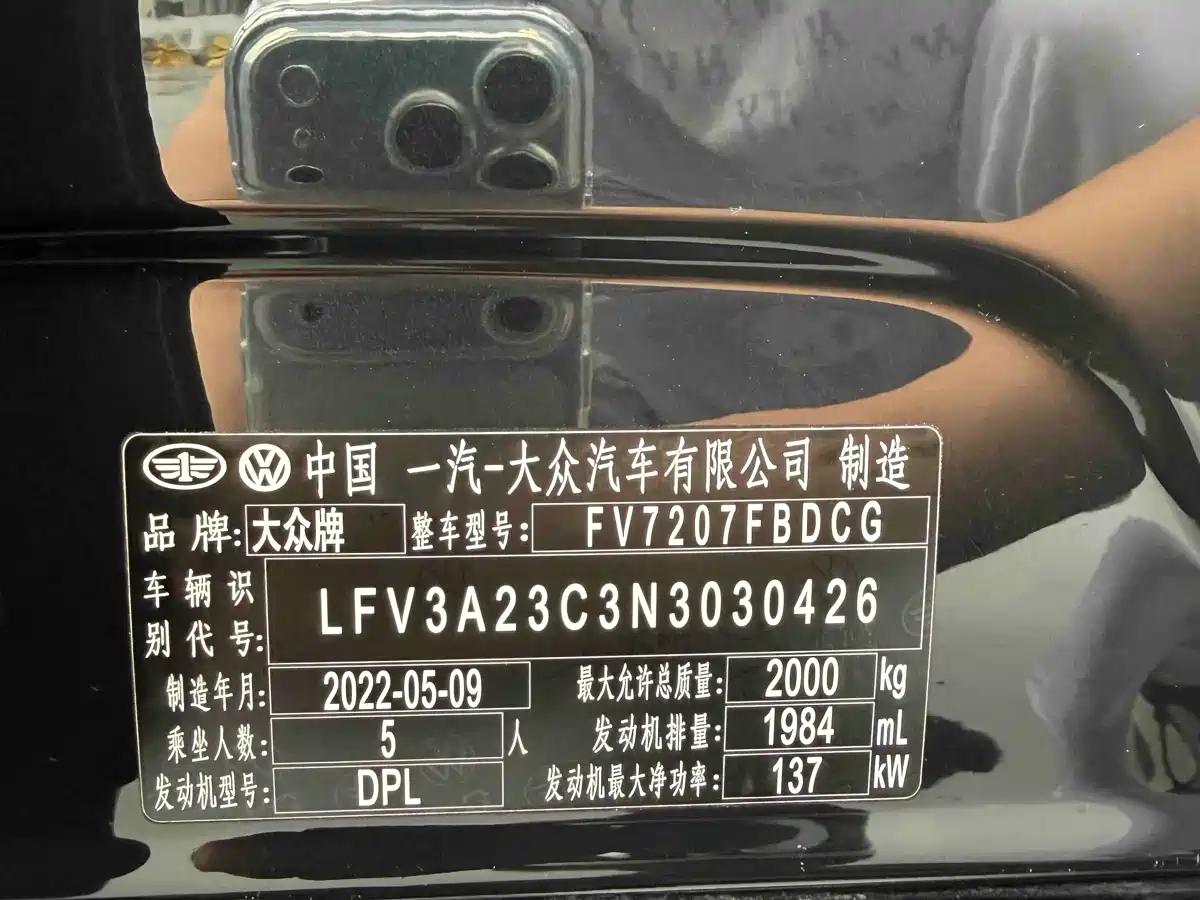 中国 一汽-大众汽车有限公司 制造
品牌: 大众牌 整车型号: FV7207FBDCG
车辆识别代号: LFV3A23C3N3030426
制造年月: 2022-05-09 最大允许总质量: 2000 kg
乘坐人数: 5 人 发动机排量: 1984 mL
发动机型号: DPL 发动机最大净功率: 137 kW